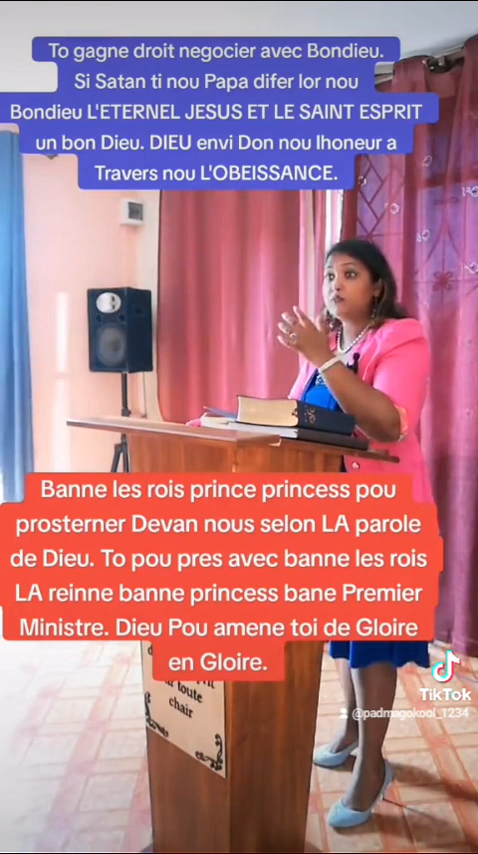 To gagne droit negocier avec Bondieu.
Si Satan ti nou Papa difer lor nou
Bondieu L'ETERNEL JESUS ET LE SAINT ESPRIT
un bon Dieu. DIEU envi Don nou lhoneur a
Travers nou L'OBEISSANCE.
Banne les rois prince princess pou
prosterner Devan nous selon LA parole
de Dieu. To pou pres avec banne les rois
LA reinne banne princess bane Premier
Ministre. Dieu Pou amene toi de Gloire
en Gloire.
toute
chair
TikTok
@padmagokool_1234